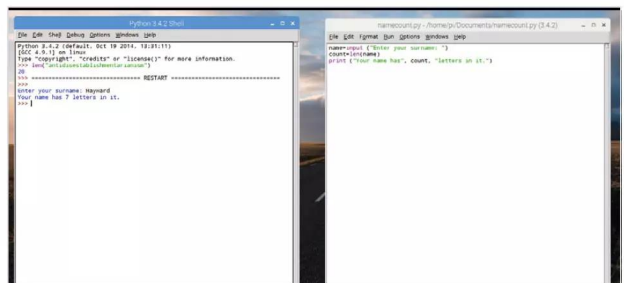 Python 3.4.2 Shell
File Edit Shell Debug Options Windows Help
Python 3.4.2 (default, Oct 19 2014, 13:31:11)
[GCC 4.9.1] on linux
Type "copyright", "credits" or "license()" for more information.
>>> len("antidisestablishmentarianism")
28
>>> ================================ RESTART ================================
>>>
Enter your surname: Hayward
Your name has 7 letters in it.
>>>
namecount.py - /home/pi/Documents/namecount.py (3.4.2)
File Edit Format Run Options Windows Help
name=input ("Enter your surname: ")
count=len(name)
print ("Your name has", count, "letters in it.")